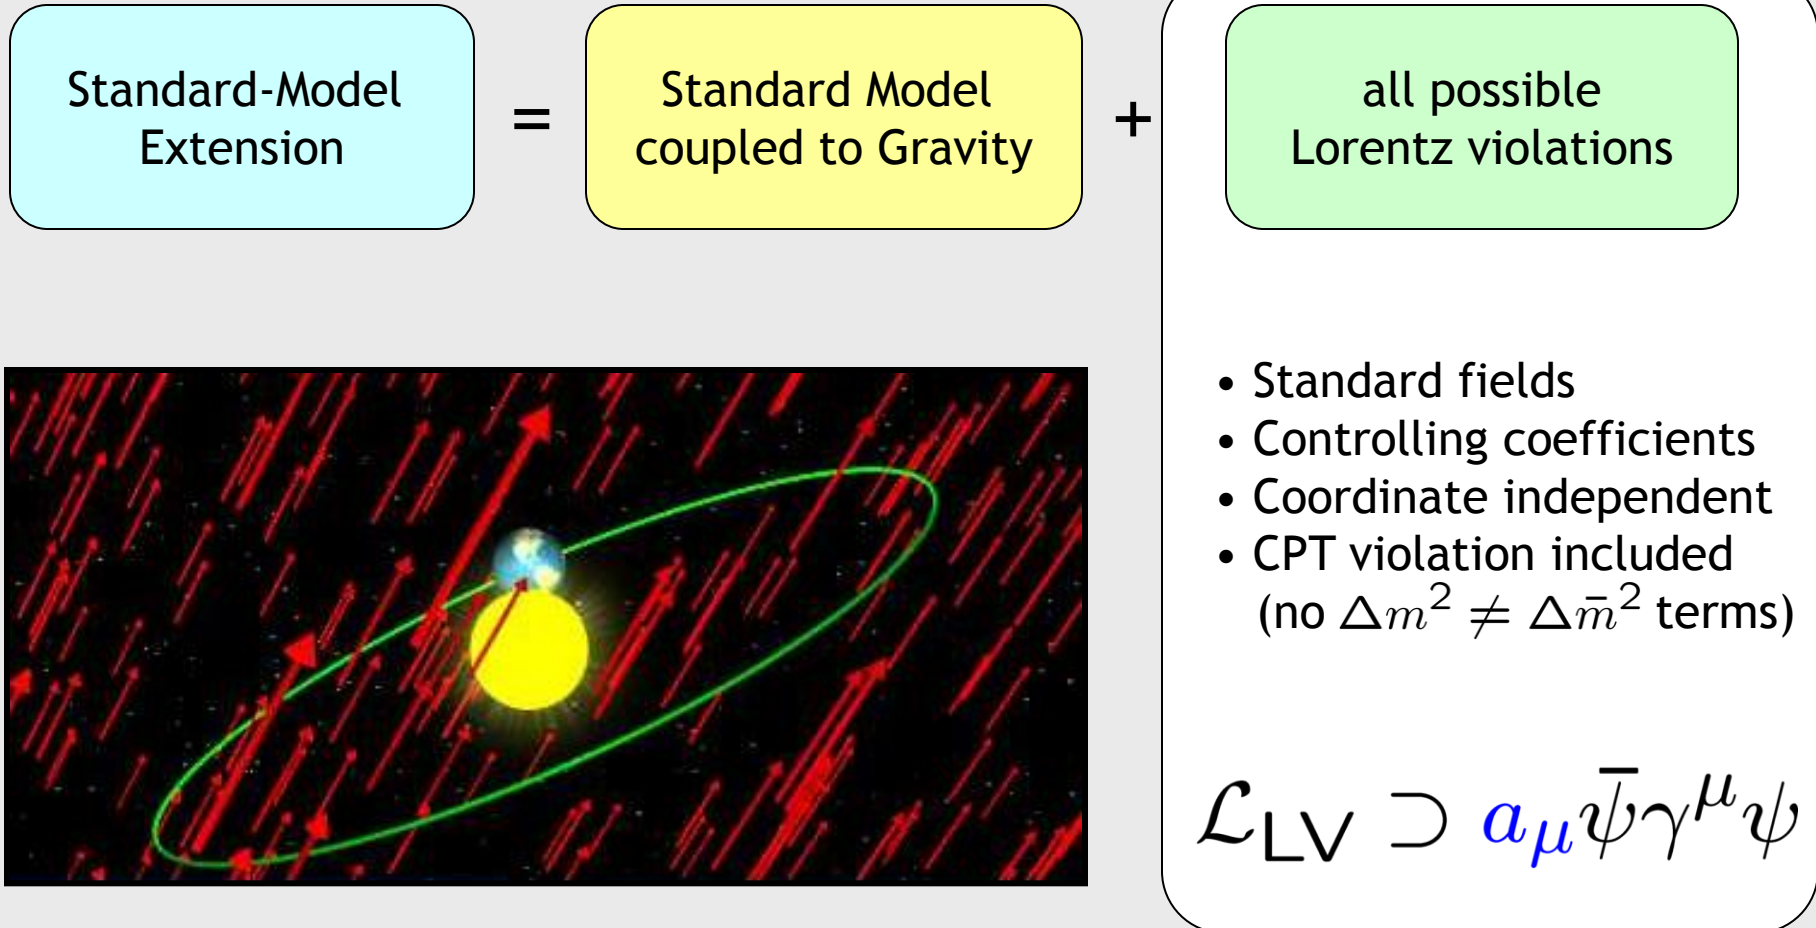 Standard-Model
Extension
=
Standard Model
coupled to Gravity
+
all possible
Lorentz violations
• Standard fields
• Controlling coefficients
• Coordinate independent
• CPT violation included
(no Δm² ≠ Δm̄² terms)
ℒ_LV ⊃ a_μ ψ̄ γ^μ ψ